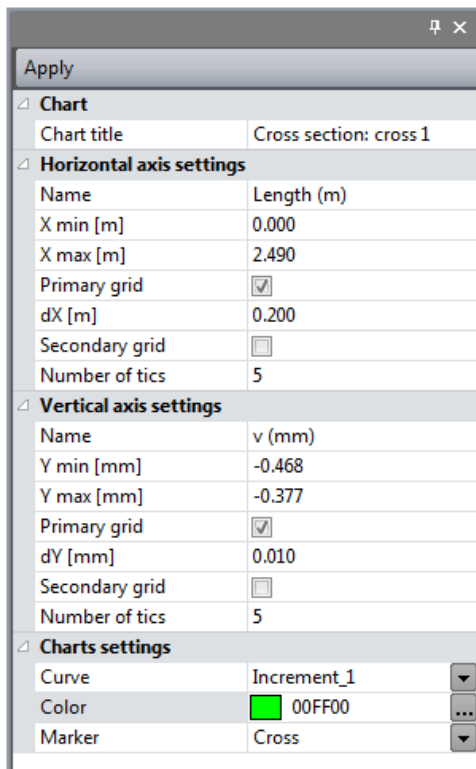 Apply
Chart
Chart title Cross section: cross 1
Horizontal axis settings
Name Length (m)
X min [m] 0.000
X max [m] 2.490
Primary grid
dX [m] 0.200
Secondary grid
Number of tics 5
Vertical axis settings
Name v (mm)
Y min [mm] -0.468
Y max [mm] -0.377
Primary grid
dY [mm] 0.010
Secondary grid
Number of tics 5
Charts settings
Curve Increment_1
Color 00FF00 ...
Marker Cross